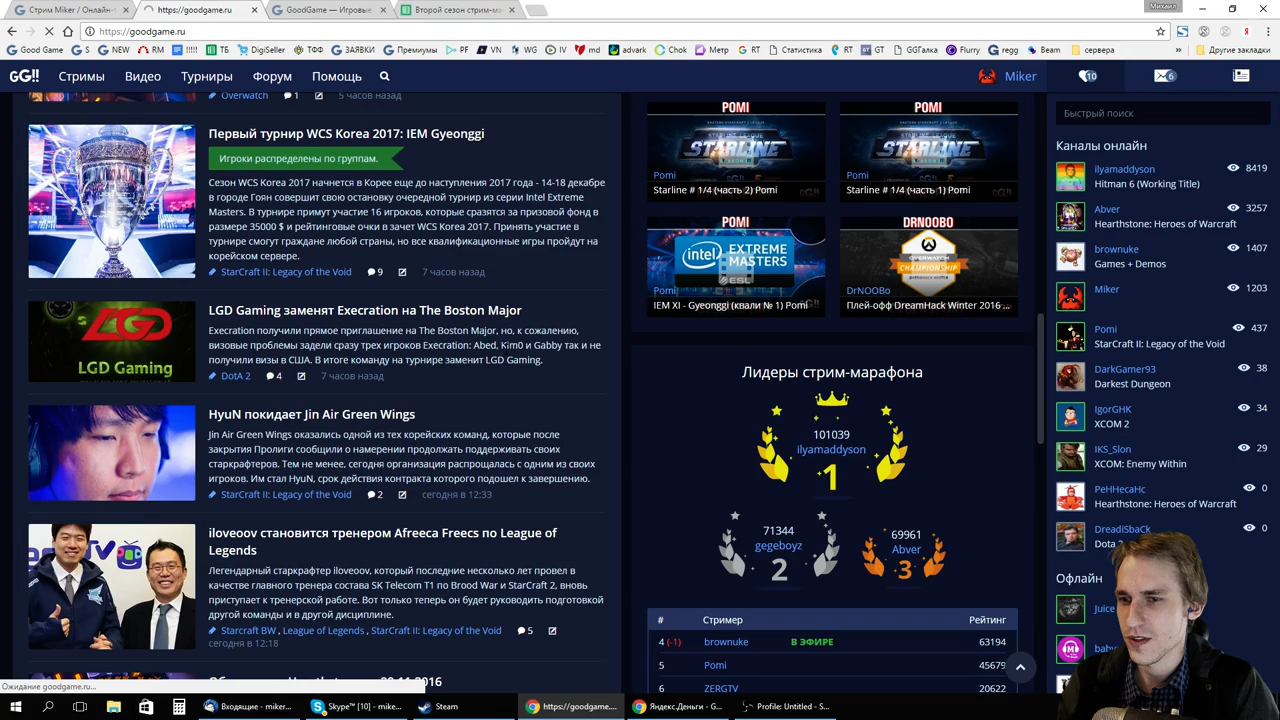 Михаил
Стрим Miker / Онлайн-т
https://goodgame.ru
GoodGame — Игровые
Второй сезон стрим-ма
https://goodgame.ru
Good Game
G S
NEW
RM
ТБ
DigiSeller
ТФФ
ЗАЯВКИ
Премиумы
PF
VN
WG
IV
md
advark
Chok
Метр
RT
Статистика
RT
GT
GGГалка
Flurry
regg
Beam
сервера
»
Другие закладки
GG!!
Стримы
Видео
Турниры
Форум
Помощь
Miker
10
6
Overwatch
1
5 часов назад
Первый турнир WCS Korea 2017: IEM Gyeonggi
Игроки распределены по группам.
Сезон WCS Korea 2017 начнется в Корее еще до наступления 2017 года - 14-18 декабре
в городе Гоян совершит свою остановку очередной турнир из серии Intel Extreme
Masters. В турнире примут участие 16 игроков, которые сразятся за призовой фонд в
размере 35000 $ и рейтинговые очки в зачет WCS Korea 2017. Принять участие в
турнире смогут граждане любой страны, но все квалификационные игры пройдут на
корейском сервере.
StarCraft II: Legacy of the Void
9
7 часов назад
LGD
LGD Gaming
LGD Gaming заменят Execration на The Boston Major
Execration получили прямое приглашение на The Boston Major, но, к сожалению,
визовые проблемы задели сразу трех игроков Execration: Abed, Kim0 и Gabby так и не
получили визы в США. В итоге команду на турнире заменит LGD Gaming.
DotA 2
4
7 часов назад
HyuN покидает Jin Air Green Wings
Jin Air Green Wings оказались одной из тех корейских команд, которые после
закрытия Пролиги сообщили о намерении продолжать поддерживать своих
старкрафтеров. Тем не менее, сегодня организация распрощалась с одним из своих
игроков. Им стал HyuN, срок действия контракта которого подошел к завершению.
StarCraft II: Legacy of the Void
2
сегодня в 12:33
iloveoov становится тренером Afreeca Freecs по League of
Legends
Легендарный старкрафтер iloveoov, который последние несколько лет провел в
качестве главного тренера состава SK Telecom T1 по Brood War и StarCraft 2, вновь
приступает к тренерской работе. Вот только теперь он будет руководить подготовкой
другой команды и в другой дисциплине.
Starcraft BW , League of Legends , StarCraft II: Legacy of the Void
5
сегодня в 12:18
POMI
STARLINE
Pomi
Starline # 1/4 (часть 2) Pomi
POMI
STARLINE
Pomi
Starline # 1/4 (часть 1) Pomi
POMI
intel EXTREME MASTERS
ESL
Pomi
IEM XI - Gyeonggi (квали № 1) Pomi
DRNOOBO
OVERWATCH
CHAMPIONSHIP
DrNOOBo
Плей-офф DreamHack Winter 2016 ...
Лидеры стрим-марафона
101039
ilyamaddyson
1
71344
gegeboyz
2
69961
Abver
3
# Стример Рейтинг
4 (-1) brownuke В ЭФИРЕ 63194
5 Pomi 45679
6 ZERGTV 20622
Быстрый поиск
Каналы онлайн
ilyamaddyson 8419
Hitman 6 (Working Title)
Abver 3257
Hearthstone: Heroes of Warcraft
brownuke 1407
Games + Demos
Miker 1203
Pomi 437
StarCraft II: Legacy of the Void
DarkGamer93 38
Darkest Dungeon
IgorGHK 34
XCOM 2
IKS_Slon 29
XCOM: Enemy Within
PeHHecaHc 0
Hearthstone: Heroes of Warcraft
DreadiSbaCk 0
Dota
Офлайн
Juice
baby
Ожидание goodgame.ru...
Входящие - miker...
Skype™ [10] - mike...
Steam
https://goodgame....
Яндекс.Деньги - G...
Profile: Untitled - S...